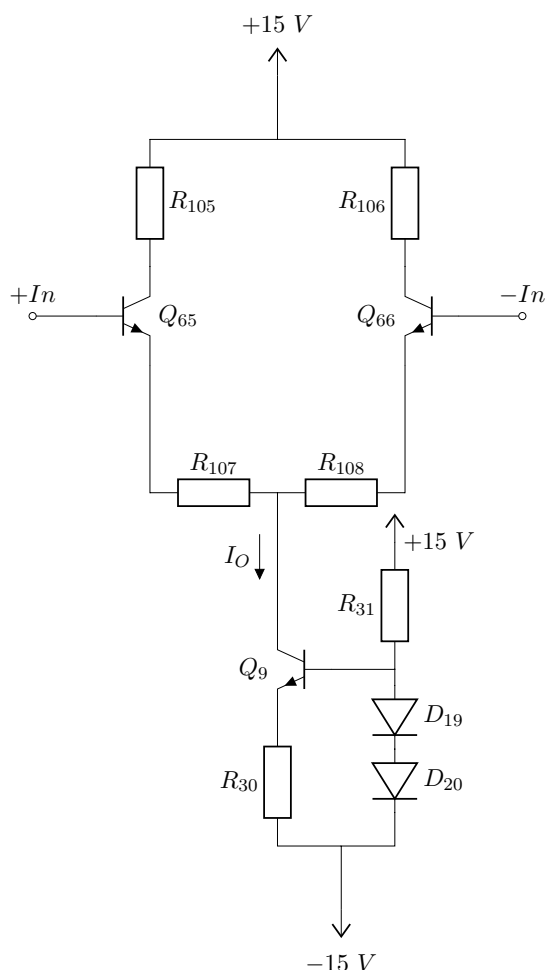 +15 V
R105
R106
+In
Q65
Q66
−In
R107
R108
+15 V
IO
R31
Q9
D19
R30
D20
−15 V